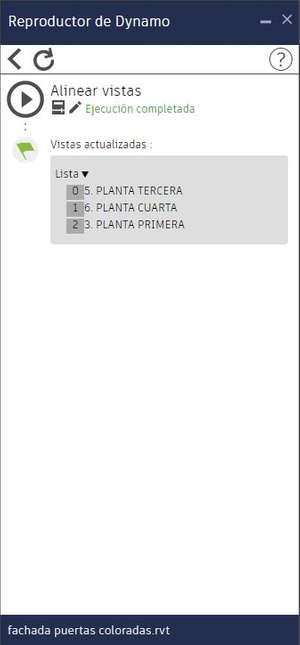 Reproductor de Dynamo
?
Alinear vistas
Ejecución completada
Vistas actualizadas :
Lista
0 5. PLANTA TERCERA
1 6. PLANTA CUARTA
2 3. PLANTA PRIMERA
fachada puertas coloradas.rvt